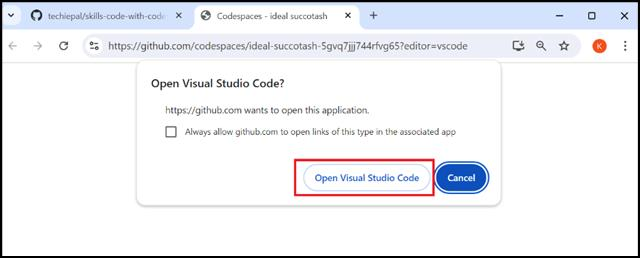 techiepal/skills-code-with-code
Codespaces - ideal succotash
https://github.com/codespaces/ideal-succotash-5gvq7jjj744rfvg65?editor=vscode
K
Open Visual Studio Code?
https://github.com wants to open this application.
Always allow github.com to open links of this type in the associated app
Open Visual Studio Code
Cancel